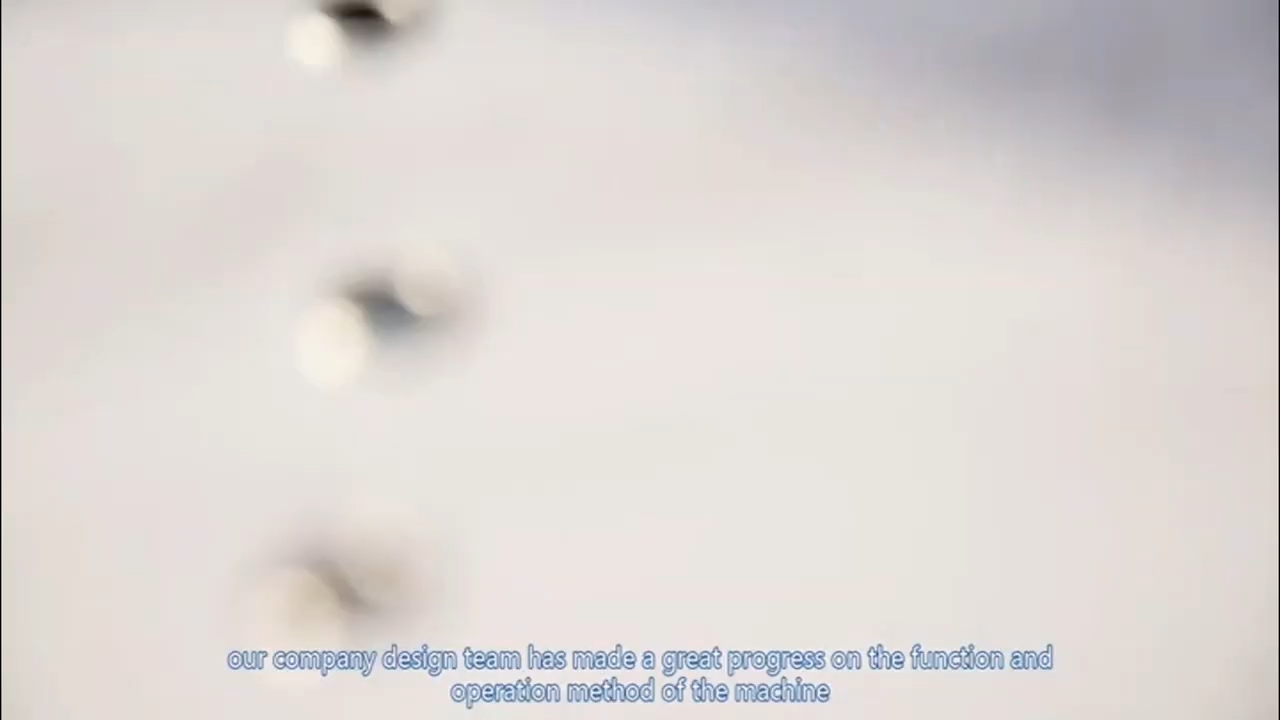 our company design team has made a great progress on the function and
operation method of the machine